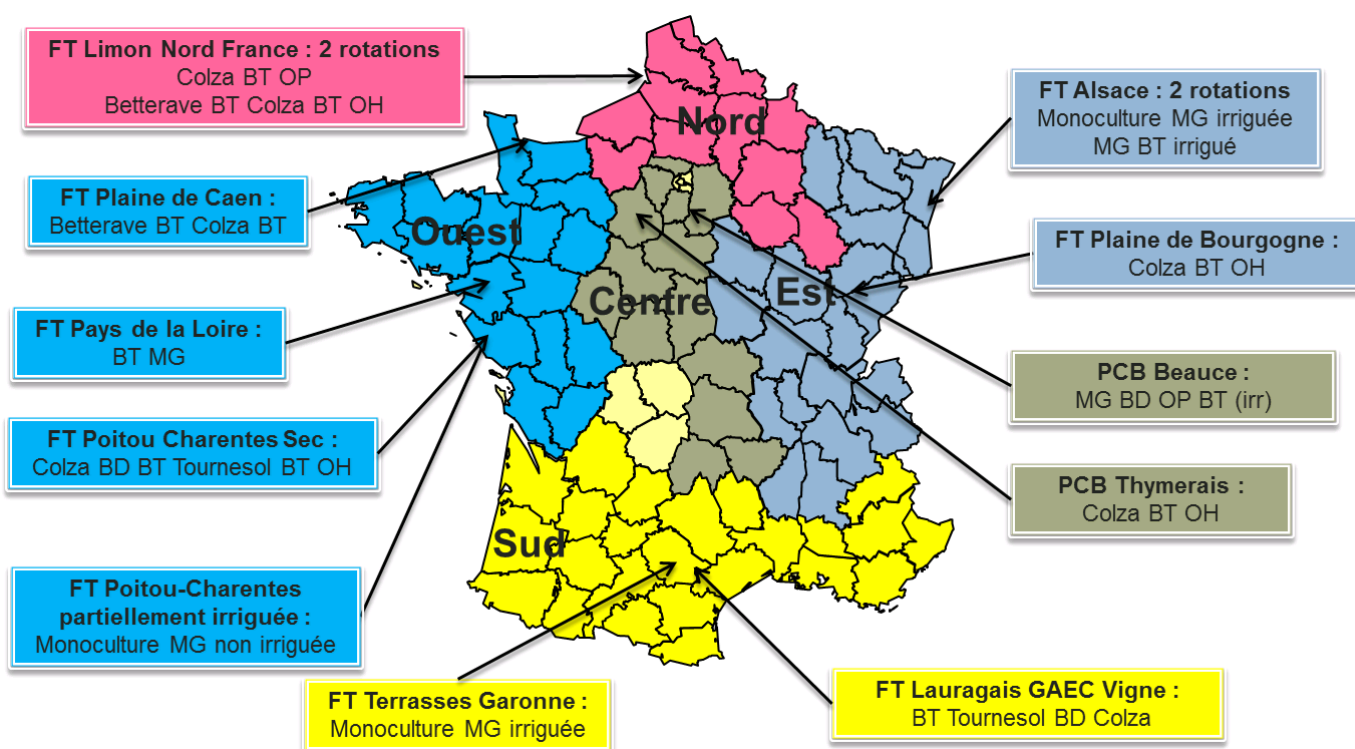 FT Limon Nord France : 2 rotations
Colza BT OP
Betterave BT Colza BT OH
FT Alsace : 2 rotations
Monoculture MG irriguée
MG BT irrigué
Nord
FT Plaine de Caen :
Betterave BT Colza BT
Ouest
FT Plaine de Bourgogne :
Colza BT OH
Centre
Est
FT Pays de la Loire :
BT MG
PCB Beauce :
MG BD OP BT (irr)
FT Poitou Charentes Sec :
Colza BD BT Tournesol BT OH
PCB Thymerais :
Colza BT OH
Sud
FT Poitou-Charentes
partiellement irriguée :
Monoculture MG non irriguée
FT Terrasses Garonne :
Monoculture MG irriguée
FT Lauragais GAEC Vigne :
BT Tournesol BD Colza